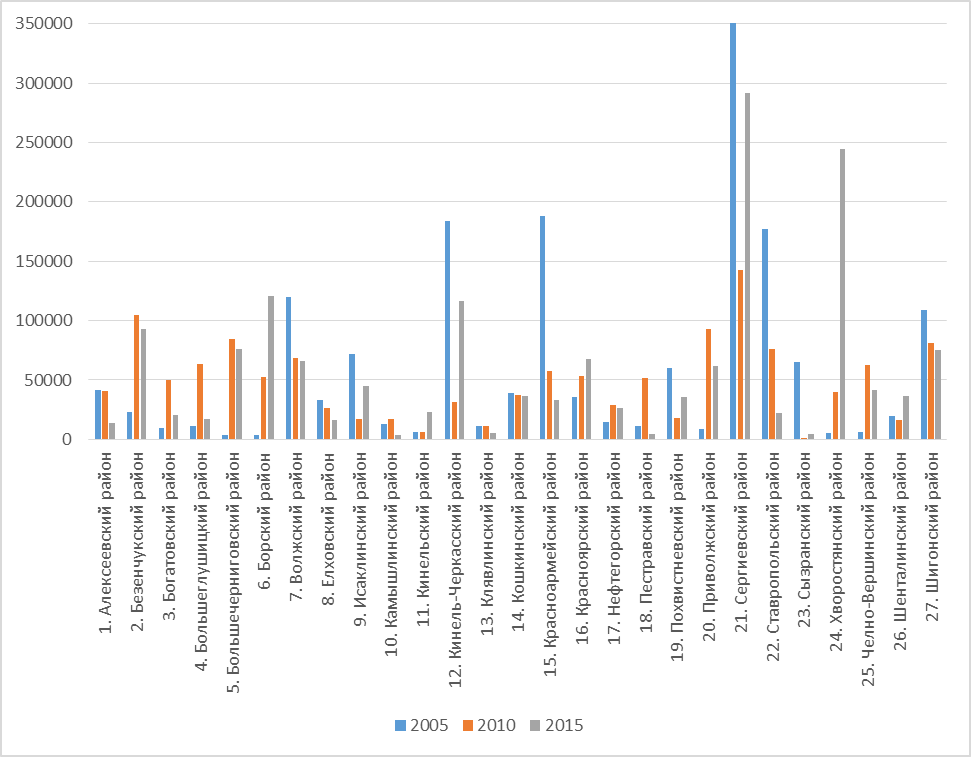 350000
300000
250000
200000
150000
100000
50000
0
1. Алексеевский район
2. Безенчукский район
3. Богатовский район
4. Большеглушицкий район
5. Большечерниговский район
6. Борский район
7. Волжский район
8. Елховский район
9. Исаклинский район
10. Камышлинский район
11. Кинельский район
12. Кинель-Черкасский район
13. Клявлинский район
14. Кошкинский район
15. Красноармейский район
16. Красноярский район
17. Нефтегорский район
18. Пестравский район
19. Похвистневский район
20. Приволжский район
21. Сергиевский район
22. Ставропольский район
23. Сызранский район
24. Хворостянский район
25. Челно-Вершинский район
26. Шенталинский район
27. Шигонский район
2005 2010 2015